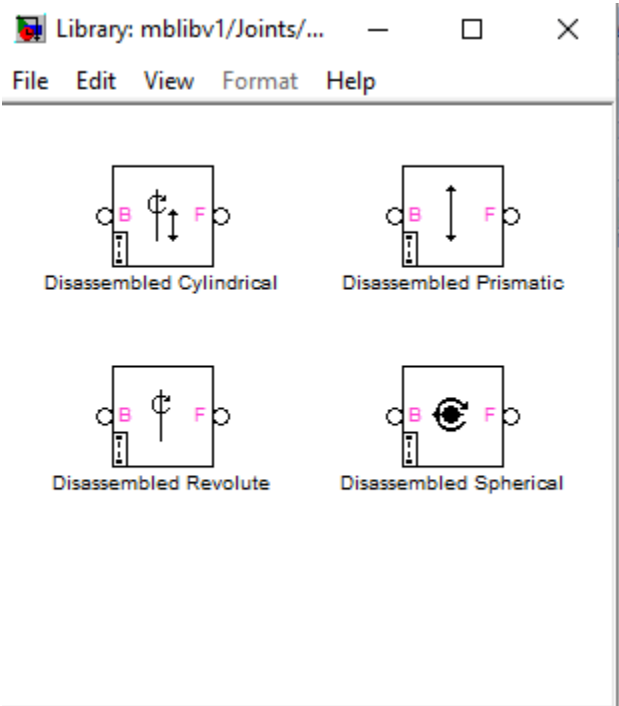 Library: mblibv1/Joints/...
File Edit View Format Help
B F B F
Disassembled Cylindrical Disassembled Prismatic
B F B F
Disassembled Revolute Disassembled Spherical